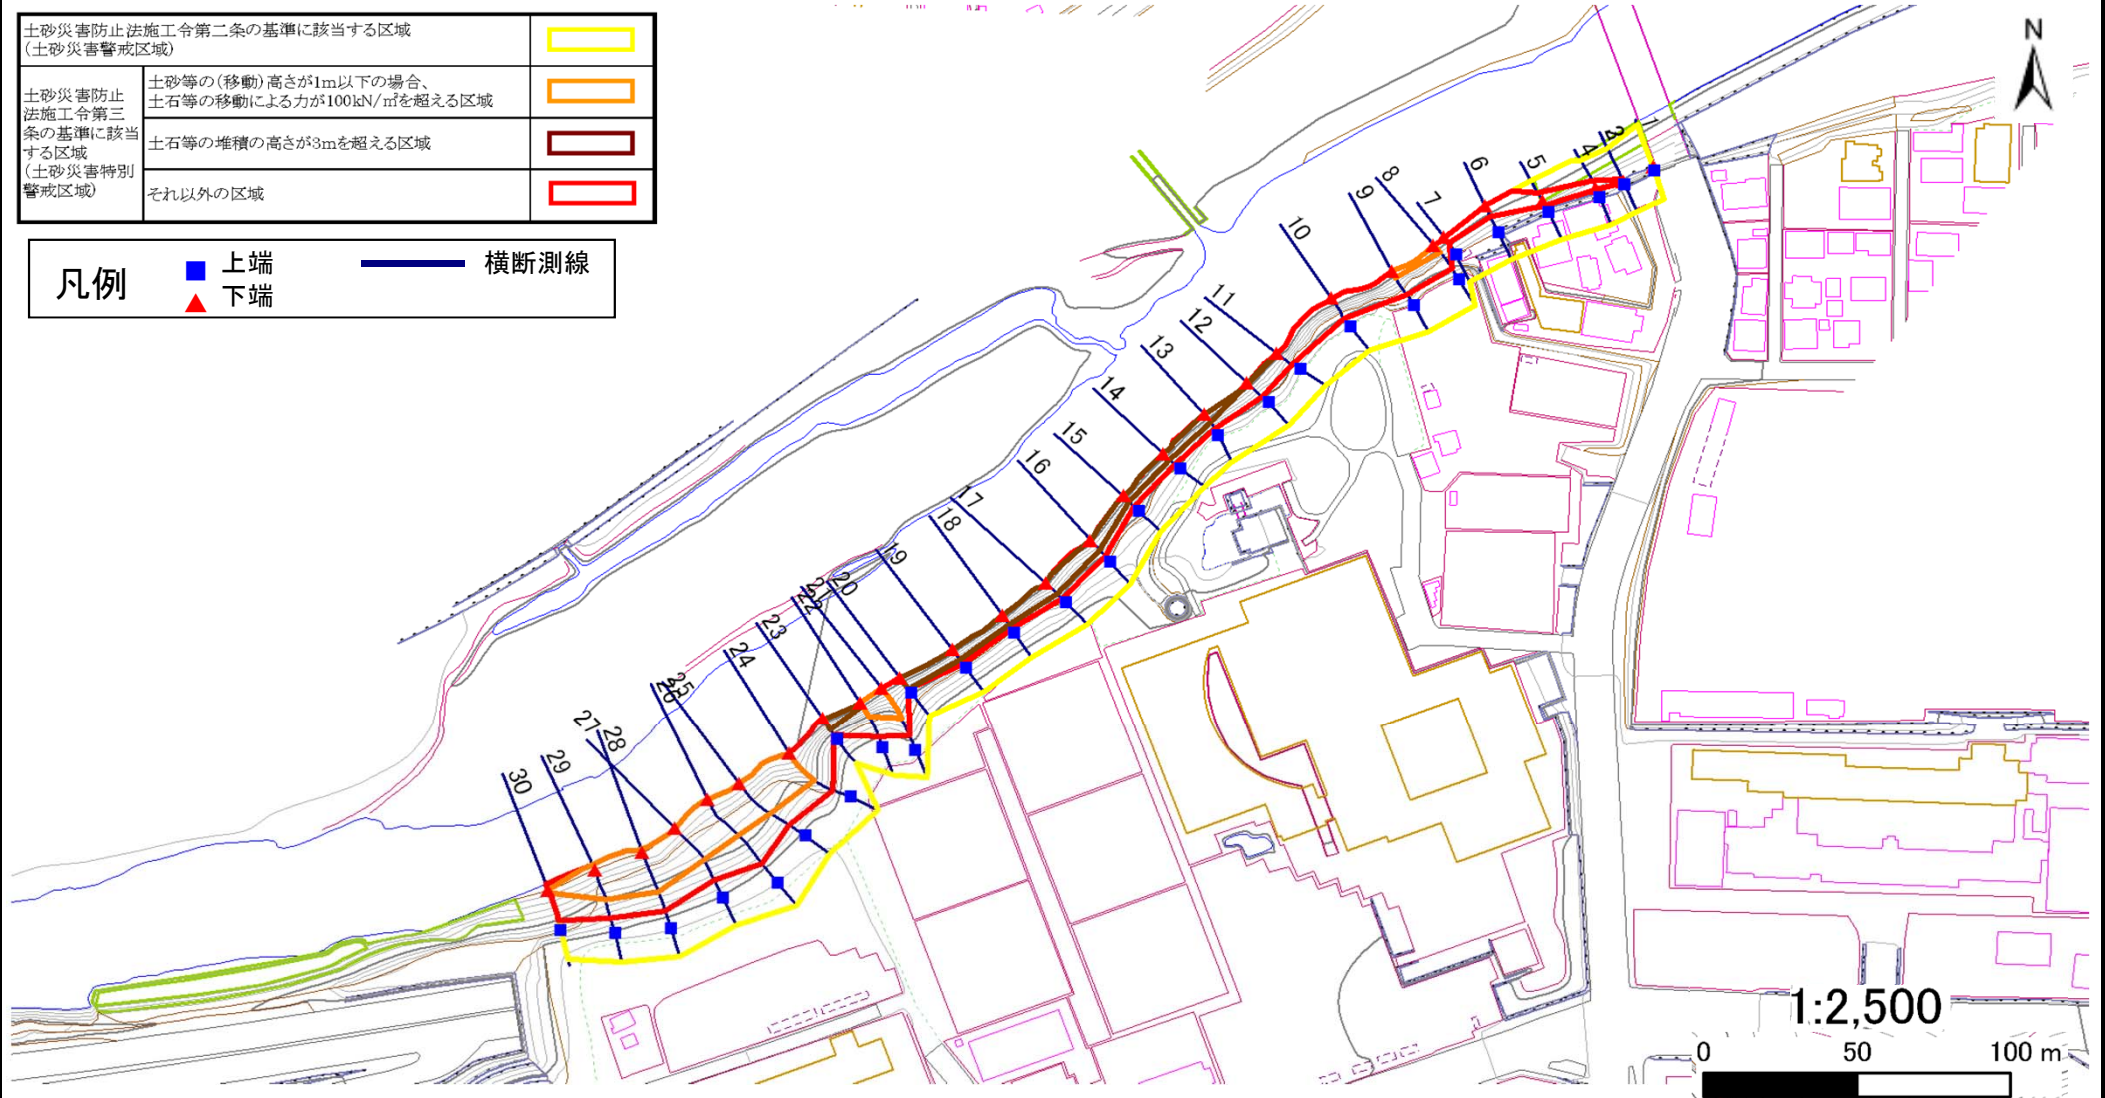 土砂災害防止法施工令第二条の基準に該当する区域
(土砂災害警戒区域)
土砂災害防止
法施工令第三
条の基準に該当
する区域
(土砂災害特別
警戒区域)
土砂等の(移動)高さが1m以下の場合、
土石等の移動による力が100kN/㎡を超える区域
土石等の堆積の高さが3mを超える区域
それ以外の区域
凡例
上端
下端
横断測線
N
1
2
4
5
6
7
8
9
10
11
12
13
14
15
16
17
18
19
20
21
22
23
24
25
26
27
28
29
30
1:2,500
0 50 100 m